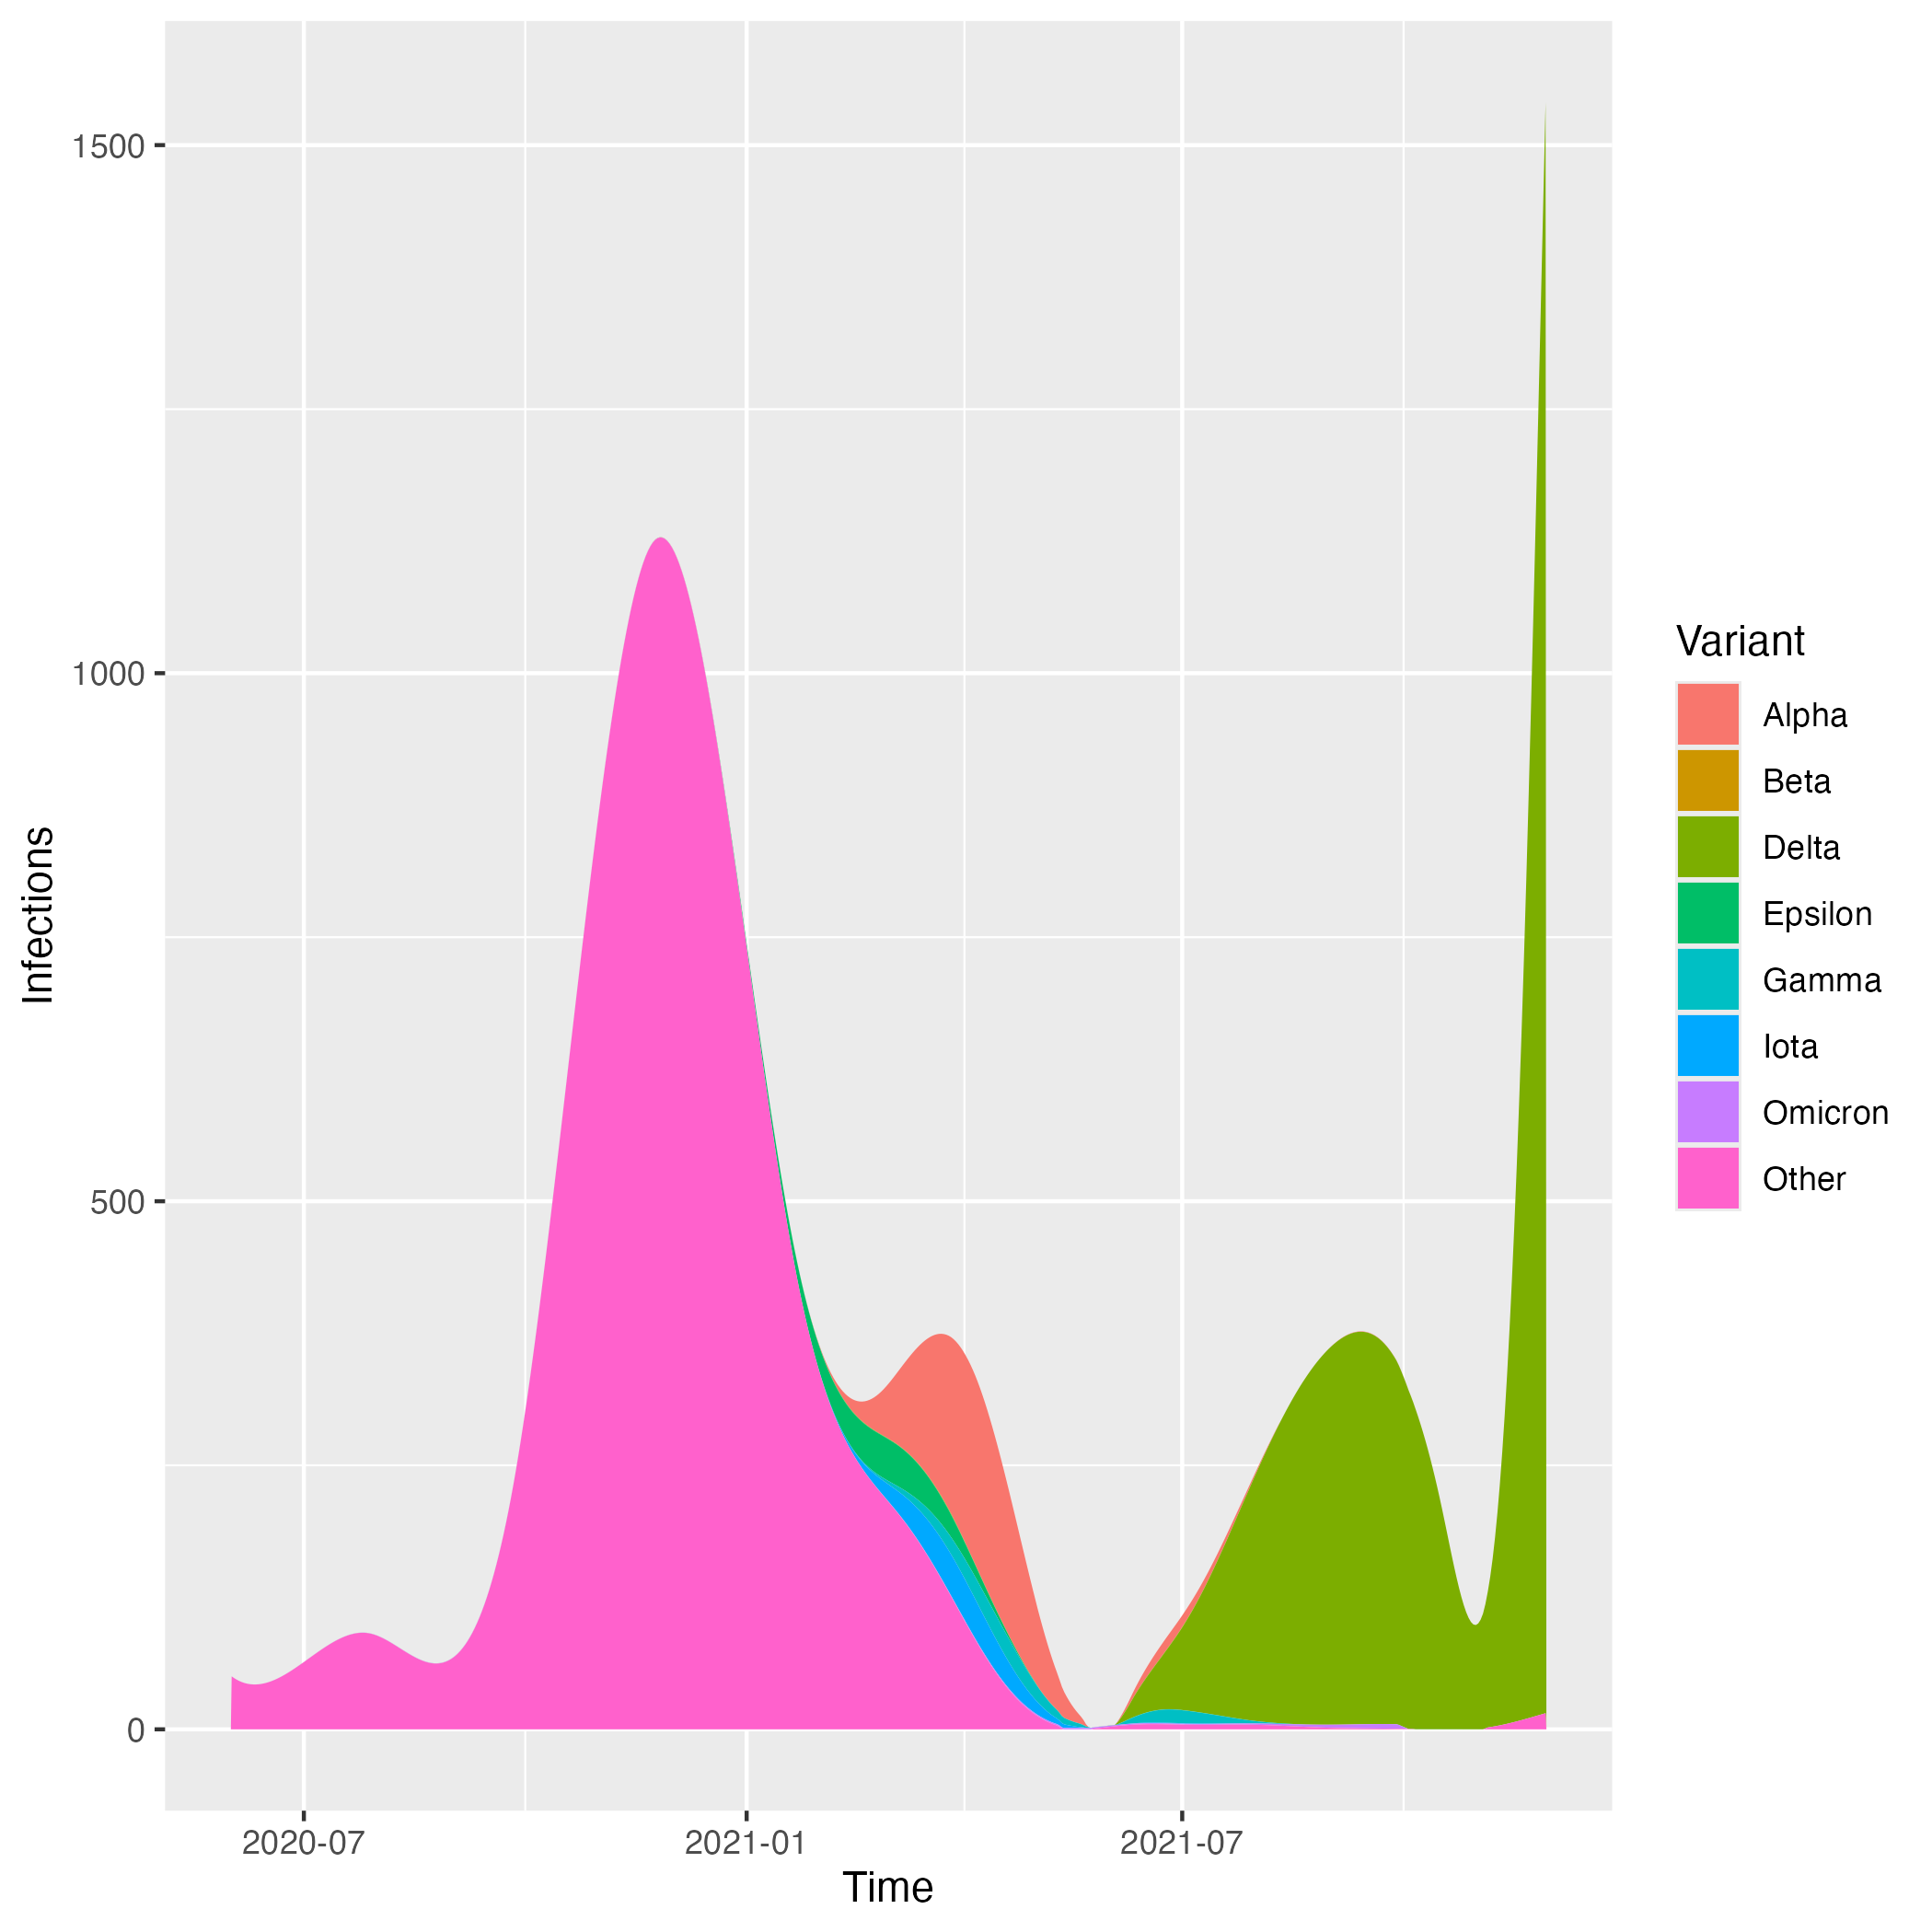 1500
1000
500
0
Infections
2020-07
2021-01
2021-07
Time
Variant
Alpha
Beta
Delta
Epsilon
Gamma
Iota
Omicron
Other